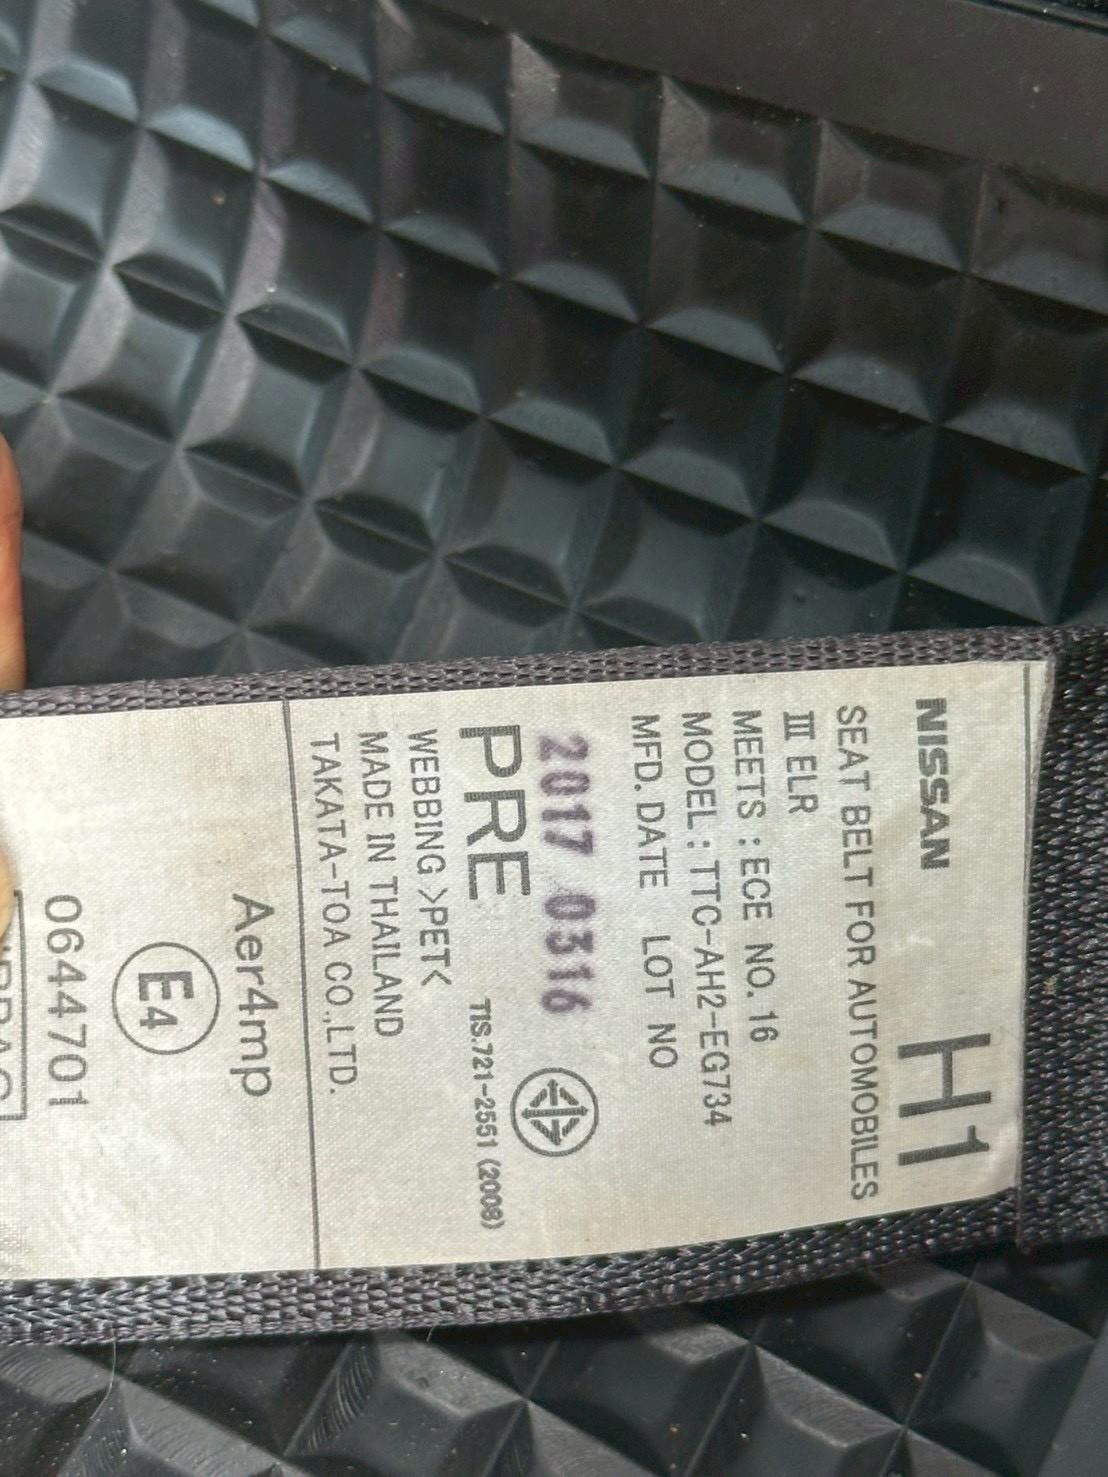 NISSAN H1
SEAT BELT FOR AUTOMOBILES
Ⅲ ELR
MEETS : ECE NO. 16
MODEL : TTC-AH2-EG734
MFD. DATE LOT NO
2017 0316
PRE
TIS.721-2551 (2008)
WEBBING >PET<
MADE IN THAILAND
TAKATA-TOA CO.,LTD.
Aer4mp
E4
0644701